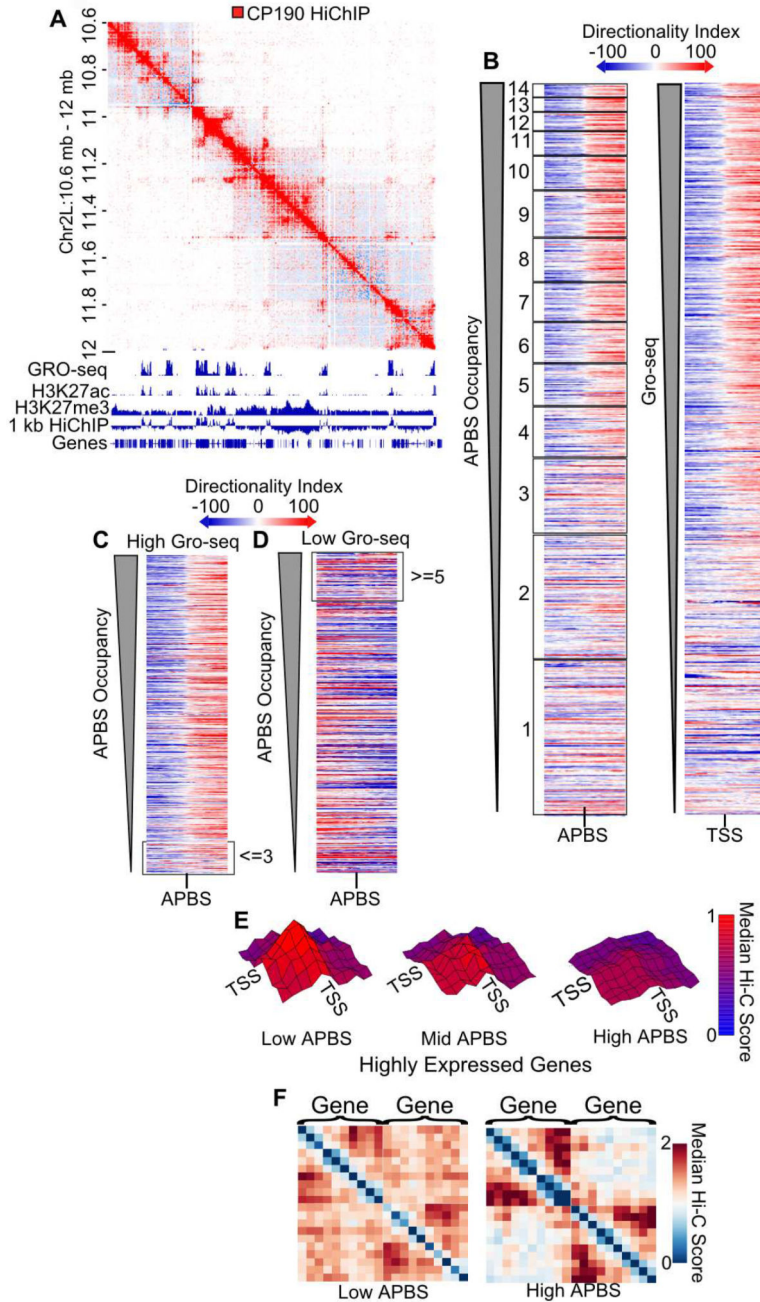 A
CP190 HiChIP
Chr2L:10.6 mb - 12 mb
10.6
10.8
11
11.2
11.4
11.6
11.8
12
GRO-seq
H3K27ac
H3K27me3
1 kb HiChIP
Genes
B
Directionality Index
-100 0 100
APBS Occupancy
14
13
12
11
10
9
8
7
6
5
4
3
2
1
APBS
Gro-seq
TSS
Directionality Index
-100 0 100
C
High Gro-seq
APBS Occupancy
<=3
APBS
D
Low Gro-seq
APBS Occupancy
>=5
APBS
E
TSS TSS
Low APBS
TSS TSS
Mid APBS
TSS TSS
High APBS
Highly Expressed Genes
1
0
Median Hi-C Score
F
Gene Gene
Low APBS
Gene Gene
High APBS
2
0
Median Hi-C Score